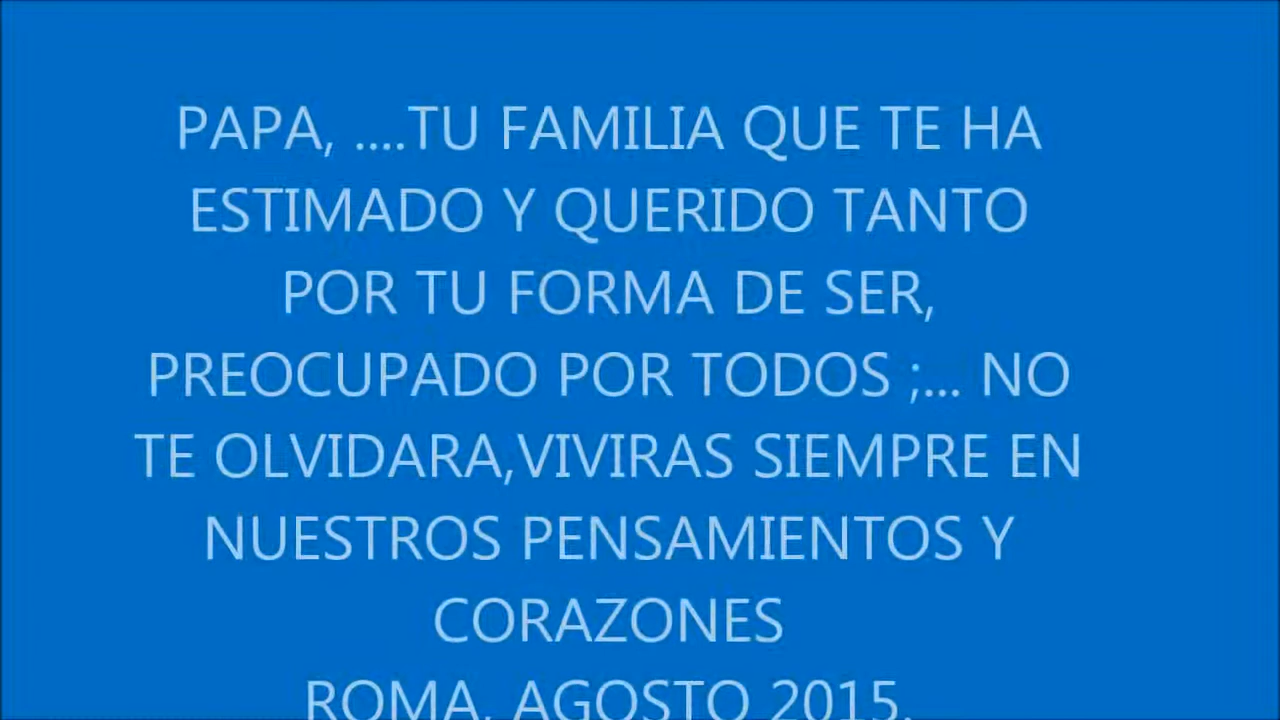 PAPA, ....TU FAMILIA QUE TE HA
ESTIMADO Y QUERIDO TANTO
POR TU FORMA DE SER,
PREOCUPADO POR TODOS ;... NO
TE OLVIDARA,VIVIRAS SIEMPRE EN
NUESTROS PENSAMIENTOS Y
CORAZONES
ROMA, AGOSTO 2015.